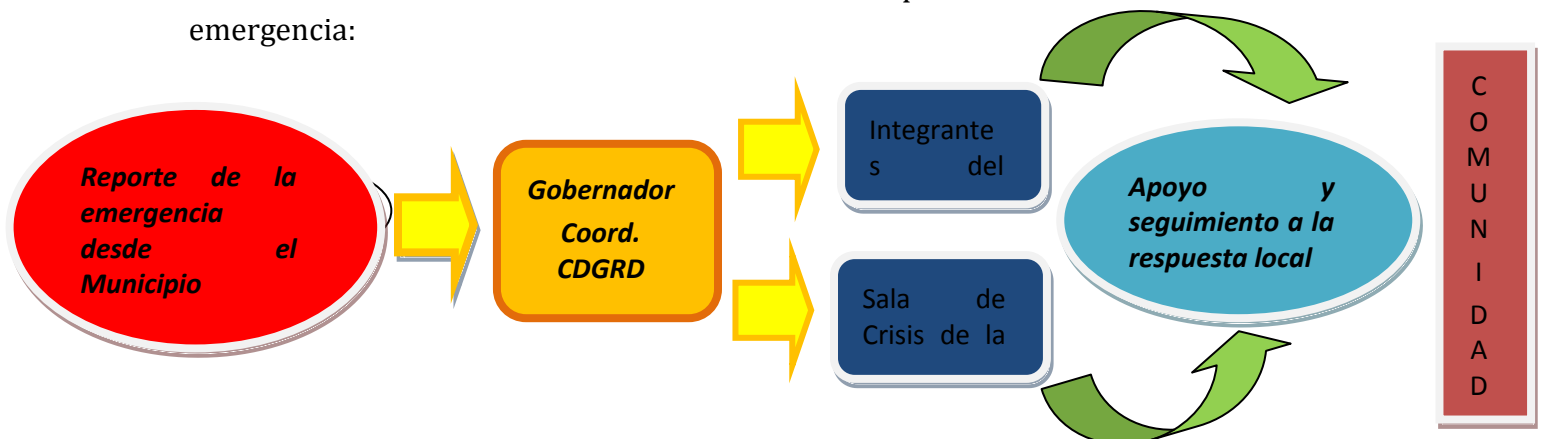 emergencia:
Reporte de la
emergencia
desde el
Municipio
Gobernador
Coord.
CDGRD
Integrante
s del
Sala de
Crisis de la
Apoyo y
seguimiento a la
respuesta local
C
O
M
U
N
I
D
A
D